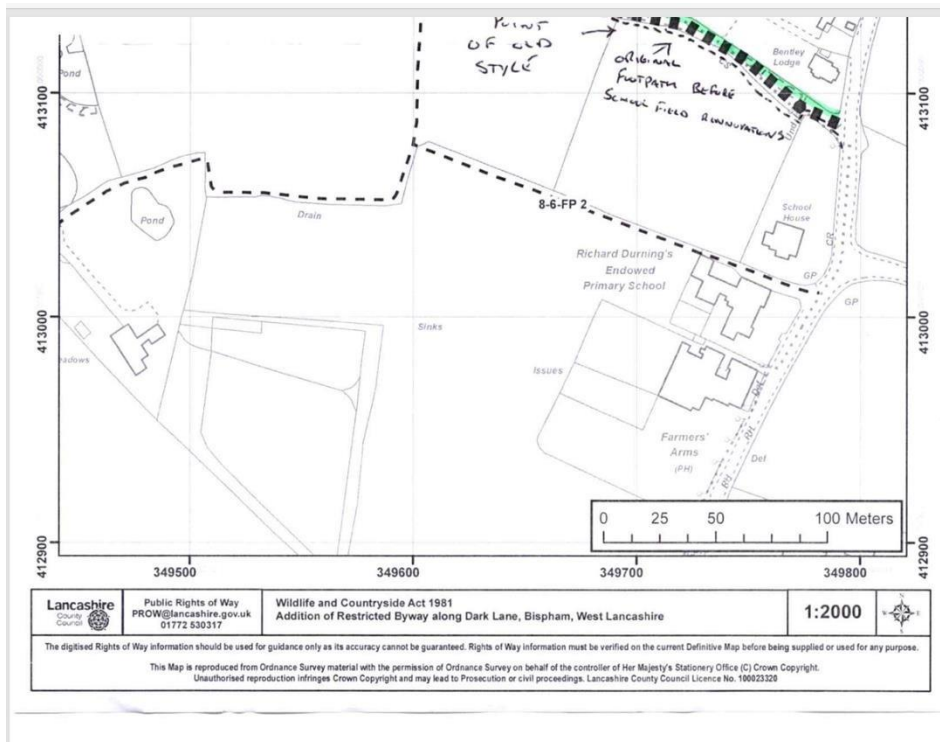 POINT
OF OLD
STYLE
ORIGINAL
FOOTPATH BEFORE
SCHOOL FIELD RENNOVATIONS
Bentley
Lodge
Pond
413100
413100
Und
8-6-FP 2
Pond
Drain
School
House
CR
Richard Durning's
Endowed
Primary School
GP
GP
413000
413000
Sinks
Issues
Farmers'
Arms
(PH)
Def
RH
Def
RH
0 25 50 100 Meters
412900
412900
349500 349600 349700 349800
Lancashire
County
Council
Public Rights of Way
PROW@lancashire.gov.uk
01772 530317
Wildlife and Countryside Act 1981
Addition of Restricted Byway along Dark Lane, Bispham, West Lancashire
1:2000
The digitised Rights of Way information should be used for guidance only as its accuracy cannot be guaranteed. Rights of Way information must be verified on the current Definitive Map before being supplied or used for any purpose.
This Map is reproduced from Ordnance Survey material with the permission of Ordnance Survey on behalf of the controller of Her Majesty's Stationery Office (C) Crown Copyright.
Unauthorised reproduction infringes Crown Copyright and may lead to Prosecution or civil proceedings. Lancashire County Council Licence No. 100023320